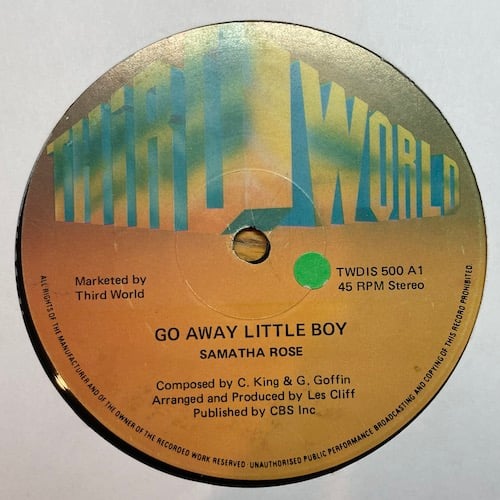 THIRD WORLD
Marketed by
Third World
TWDIS 500 A1
45 RPM Stereo
GO AWAY LITTLE BOY
SAMATHA ROSE
Composed by C. King & G. Goffin
Arranged and Produced by Les Cliff
Published by CBS Inc
ALL RIGHTS OF THE MANUFACTURER AND OF THE OWNER OF THE RECORDED WORK RESERVED · UNAUTHORISED PUBLIC PERFORMANCE BROADCASTING AND COPYING OF THIS RECORD PROHIBITED.